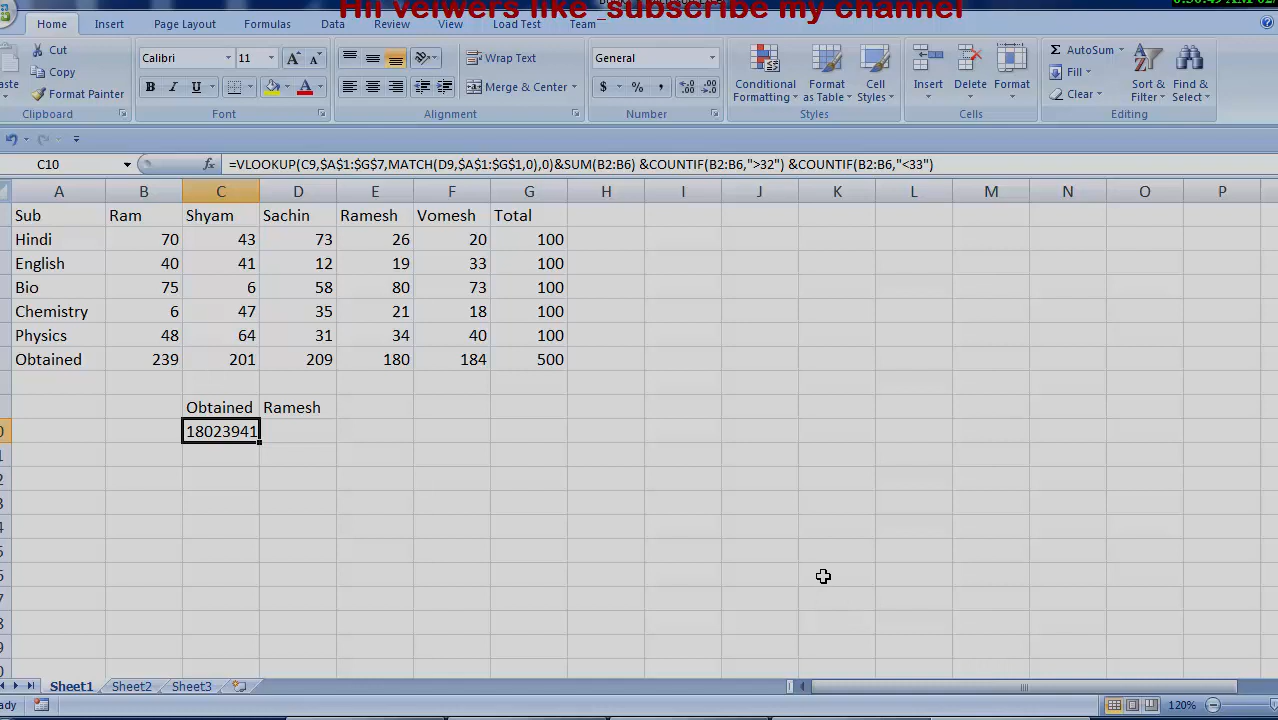 Hii veiwers like _Subscribe my channel
Home Insert Page Layout Formulas Data Review View Load Test Team
Cut
Copy
Format Painter
Clipboard
Calibri 11
B I U
Font
Wrap Text
Merge & Center
Alignment
General
$ % ,
Number
Conditional Formatting
Format as Table
Cell Styles
Styles
Insert Delete Format
Cells
AutoSum
Fill
Clear
Sort & Filter
Find & Select
Editing
C10 fx =VLOOKUP(C9,$A$1:$G$7,MATCH(D9,$A$1:$G$1,0),0)&SUM(B2:B6) &COUNTIF(B2:B6,">32") &COUNTIF(B2:B6,"<33")
A B C D E F G H I J K L M N O P
Sub Ram Shyam Sachin Ramesh Vomesh Total
Hindi 70 43 73 26 20 100
English 40 41 12 19 33 100
Bio 75 6 58 80 73 100
Chemistry 6 47 35 21 18 100
Physics 48 64 31 34 40 100
Obtained 239 201 209 180 184 500
Obtained Ramesh
18023941
Sheet1 Sheet2 Sheet3
120%